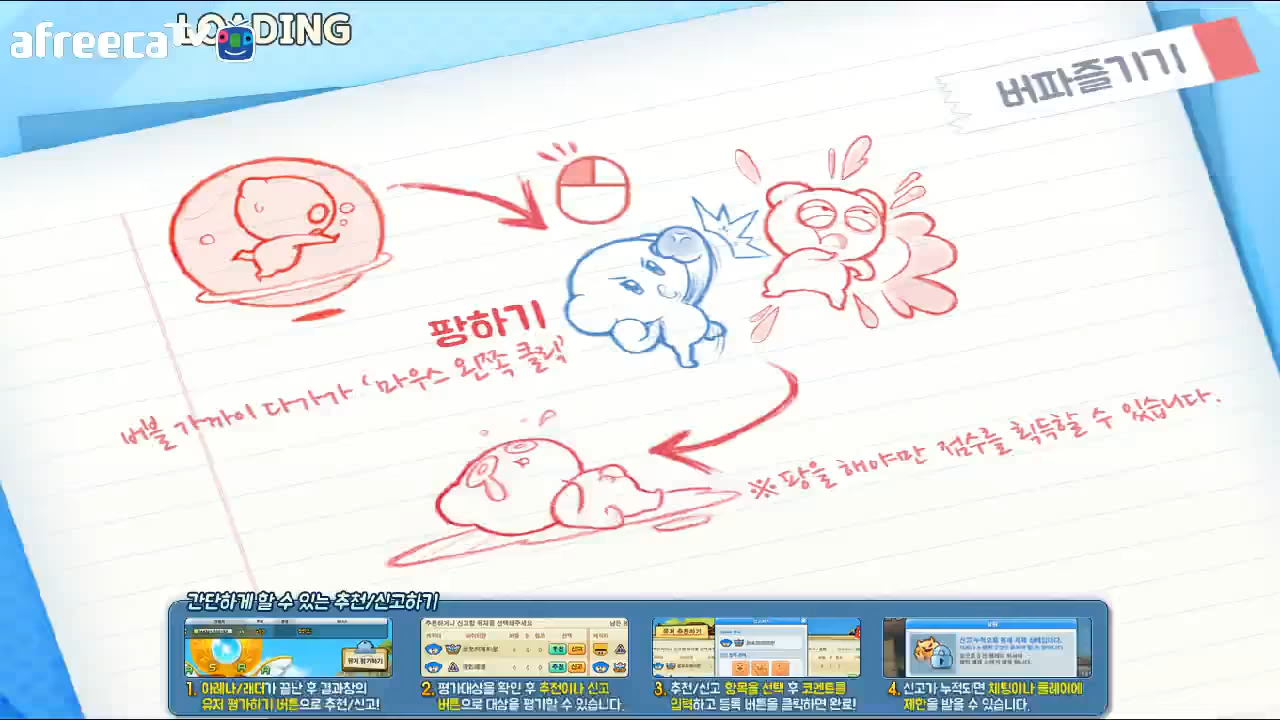 LOADING
afreecaTV
버파즐기기
팡하기
버블 가까이 다가가 '마우스 왼쪽 클릭'
※ 팡을 해야만 점수를 획득할 수 있습니다.
간단하게 할 수 있는 추천/신고하기
1. 아레나/래더가 끝난 후 결과창의
유저 평가하기 버튼으로 추천/신고!
2. 평가대상을 확인 후 추천이나 신고
버튼으로 대상을 평가할 수 있습니다.
3. 추천/신고 항목을 선택 후 코멘트를
입력하고 등록 버튼을 클릭하면 완료!
4. 신고가 누적되면 채팅이나 플레이에
제한을 받을 수 있습니다.